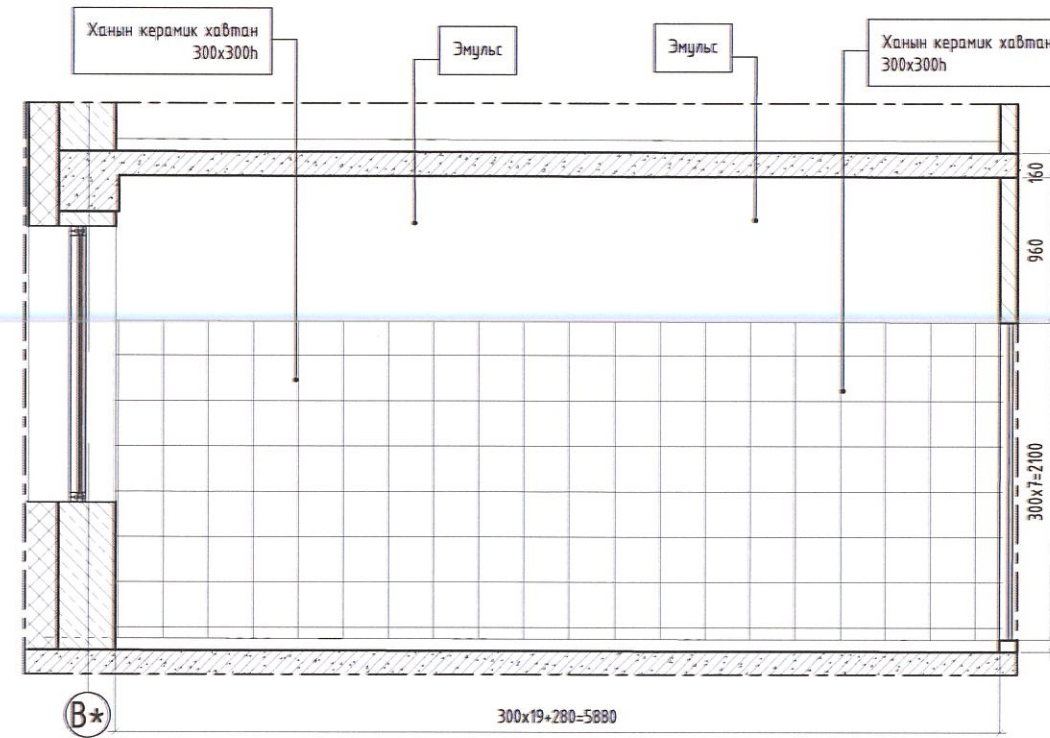 Ханын керамик хавтан
300x300h
Эмульс
Эмульс
Ханын керамик хавтан
300x300h
160
960
300x7=2100
B*
300x19+280=5880